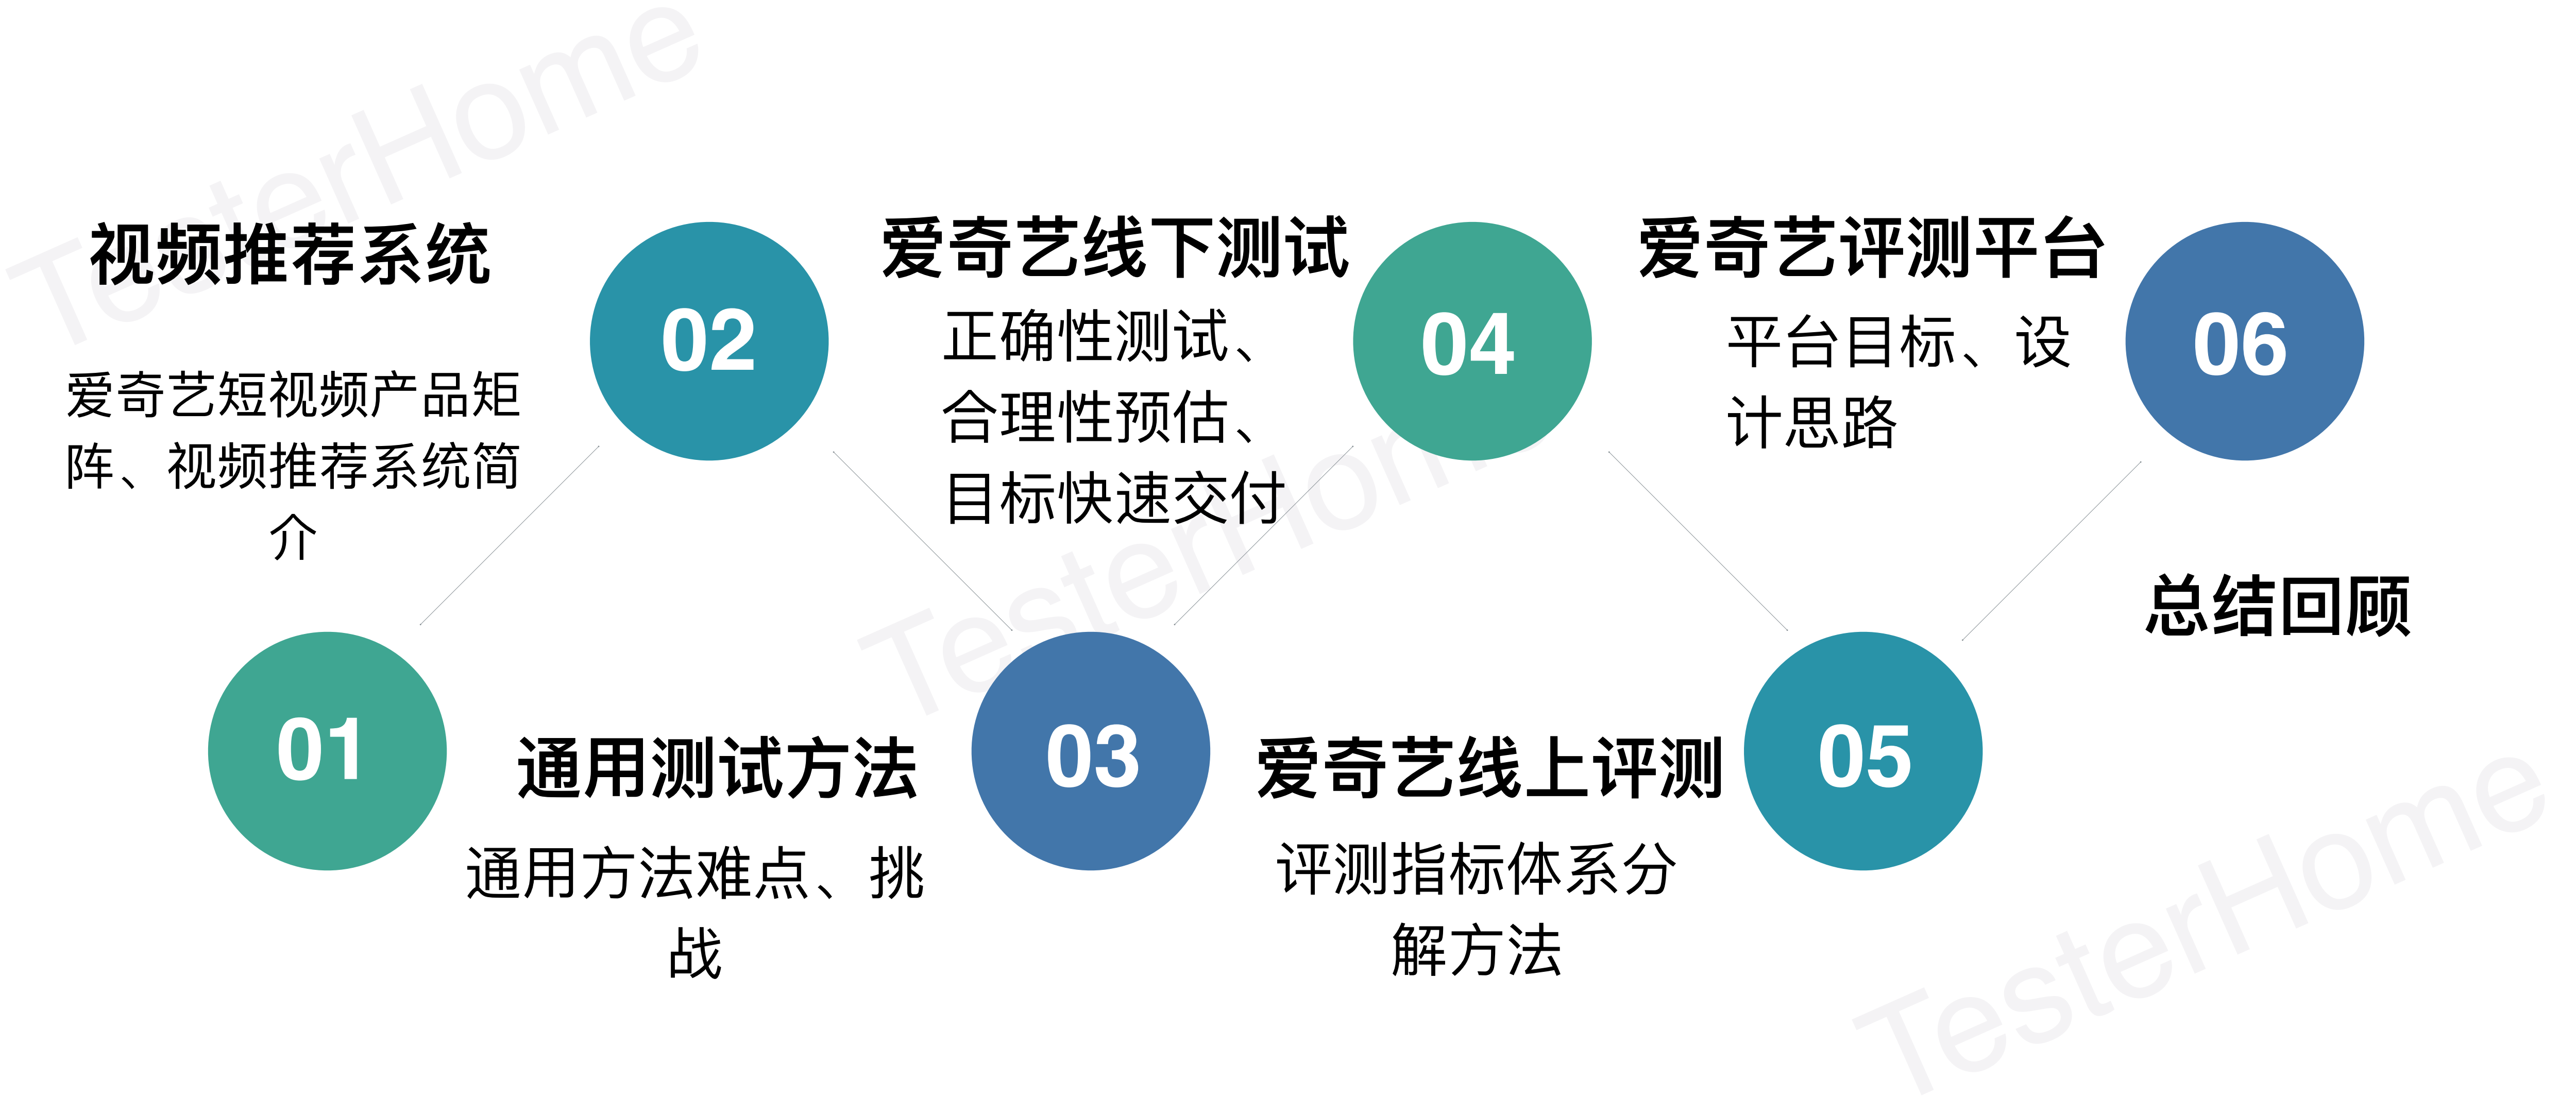 视频推荐系统
爱奇艺短视频产品矩
阵、视频推荐系统简
介
01
02
通用测试方法
通用方法难点、挑
战
爱奇艺线下测试
正确性测试、
合理性预估、
目标快速交付
03
04
爱奇艺线上评测
评测指标体系分
解方法
爱奇艺评测平台
平台目标、设
计思路
05
06
总结回顾
TesterHome
TesterHome
TesterHome